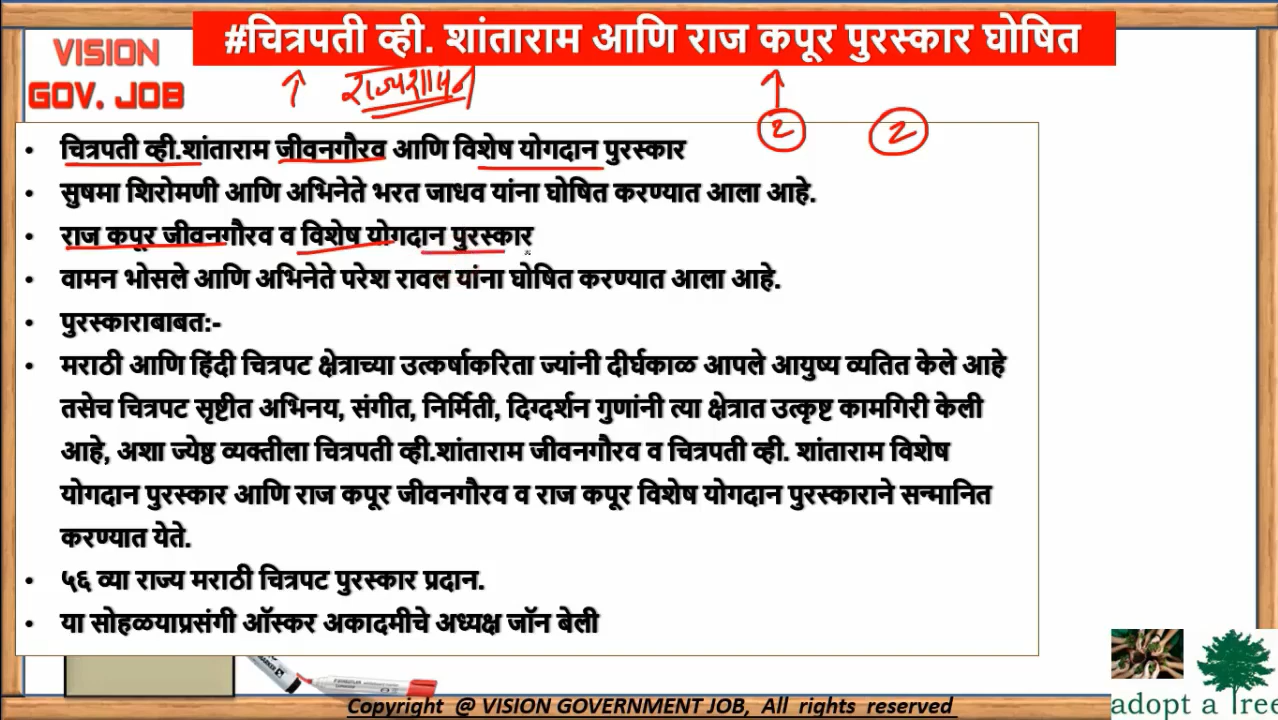 #चित्रपती व्ही. शांताराम आणि राज कपूर पुरस्कार घोषित
VISION
GOV. JOB
राज्यशासन
2 2
• चित्रपती व्ही.शांताराम जीवनगौरव आणि विशेष योगदान पुरस्कार
• सुषमा शिरोमणी आणि अभिनेते भरत जाधव यांना घोषित करण्यात आला आहे.
• राज कपूर जीवनगौरव व विशेष योगदान पुरस्कार
• वामन भोसले आणि अभिनेते परेश रावल यांना घोषित करण्यात आला आहे.
• पुरस्काराबाबत:-
• मराठी आणि हिंदी चित्रपट क्षेत्राच्या उत्कर्षाकरिता ज्यांनी दीर्घकाळ आपले आयुष्य व्यतित केले आहे
तसेच चित्रपट सृष्टीत अभिनय, संगीत, निर्मिती, दिग्दर्शन गुणांनी त्या क्षेत्रात उत्कृष्ट कामगिरी केली
आहे, अशा ज्येष्ठ व्यक्तीला चित्रपती व्ही.शांताराम जीवनगौरव व चित्रपती व्ही. शांताराम विशेष
योगदान पुरस्कार आणि राज कपूर जीवनगौरव व राज कपूर विशेष योगदान पुरस्काराने सन्मानित
करण्यात येते.
• ५६ व्या राज्य मराठी चित्रपट पुरस्कार प्रदान.
• या सोहळयाप्रसंगी ऑस्कर अकादमीचे अध्यक्ष जॉन बेली
Copyright @ VISION GOVERNMENT JOB, All rights reserved
adopt a Tree